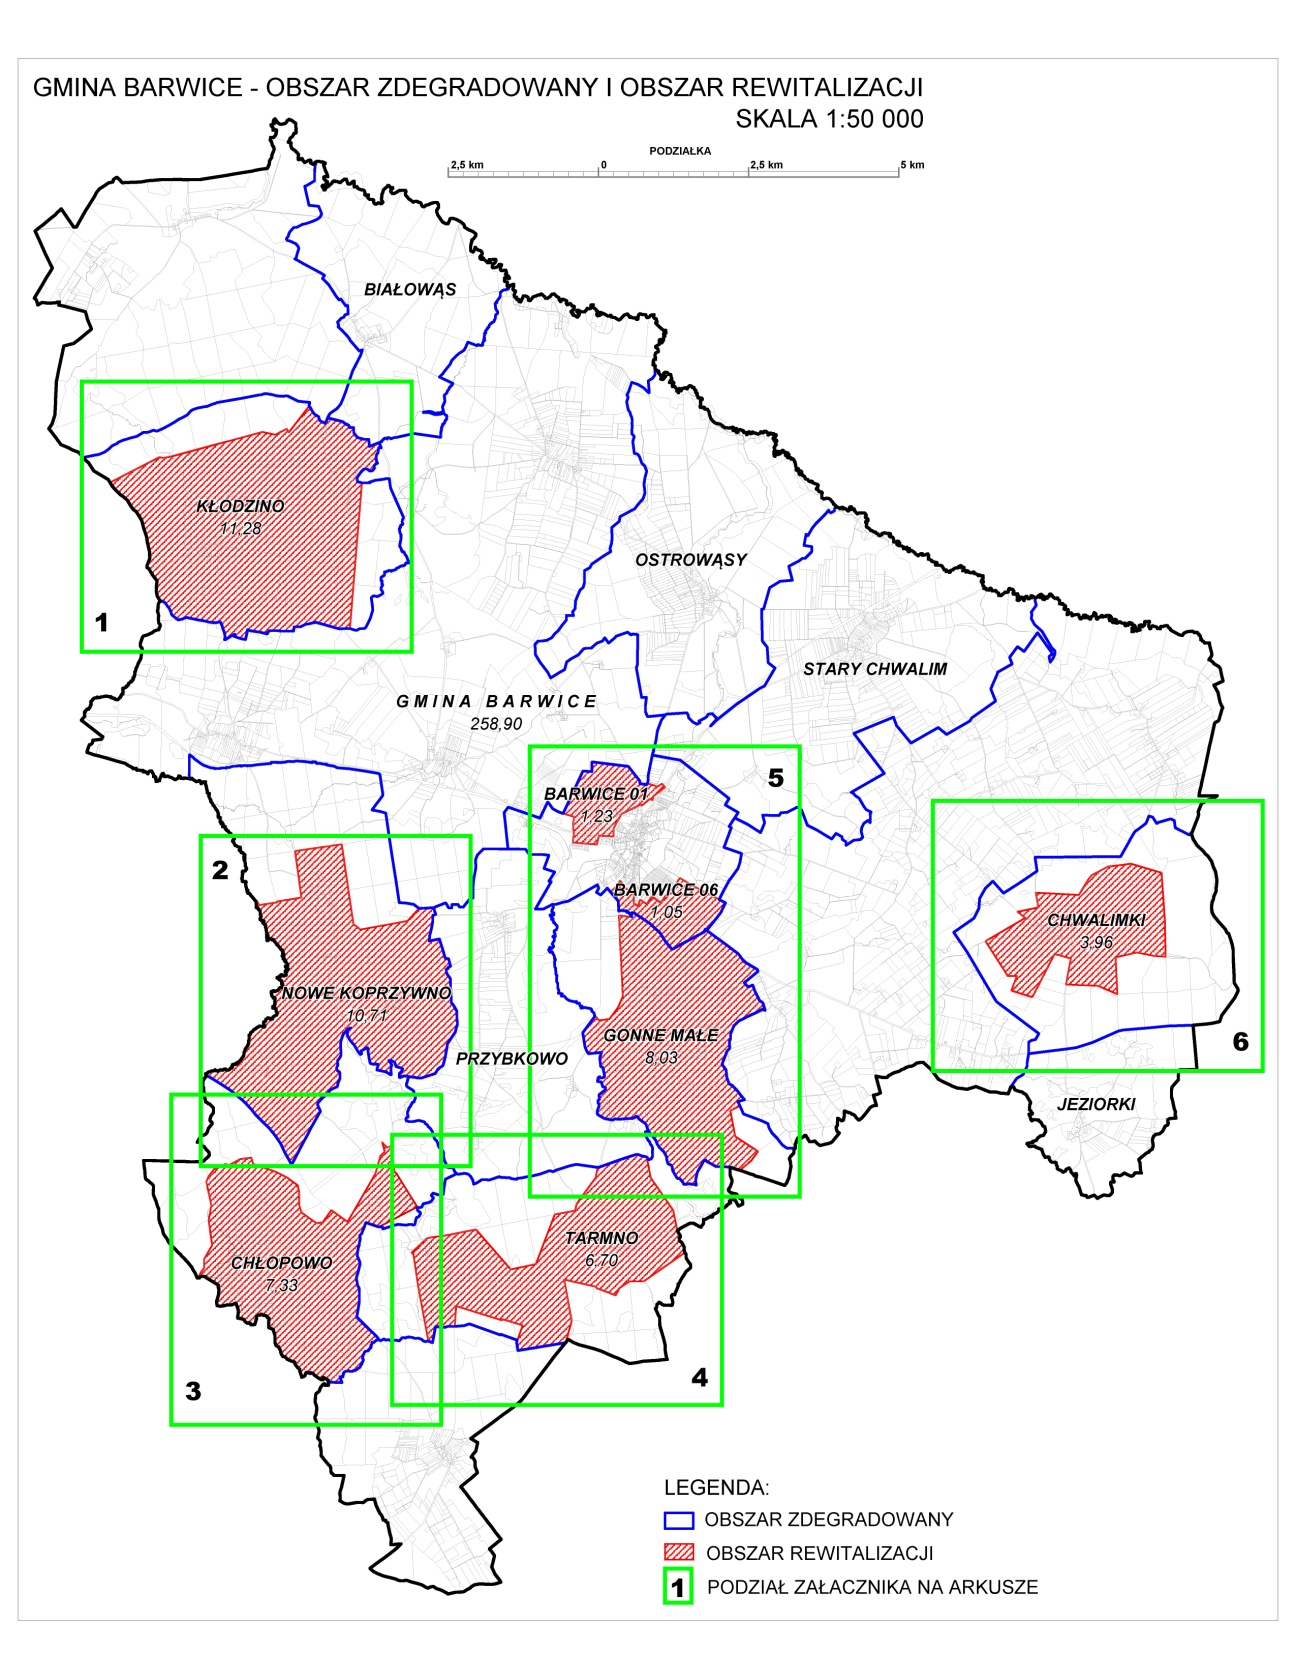 GMINA BARWICE - OBSZAR ZDEGRADOWANY I OBSZAR REWITALIZACJI
SKALA 1:50 000
PODZIAŁKA
2,5 km 0 2,5 km 5 km
BIAŁOWĄS
KŁODZINO
11,28
1
OSTROWĄSY
STARY CHWALIM
GMINA BARWICE
258,90
5
BARWICE 01
1,23
2
BARWICE 06
1,05
CHWALIMKI
3,96
NOWE KOPRZYWNO
10,71
GONNE MAŁE
8,03
PRZYBKOWO
6
JEZIORKI
TARMNO
6,70
CHŁOPOWO
7,33
4
3
LEGENDA:
OBSZAR ZDEGRADOWANY
OBSZAR REWITALIZACJI
1 PODZIAŁ ZAŁACZNIKA NA ARKUSZE